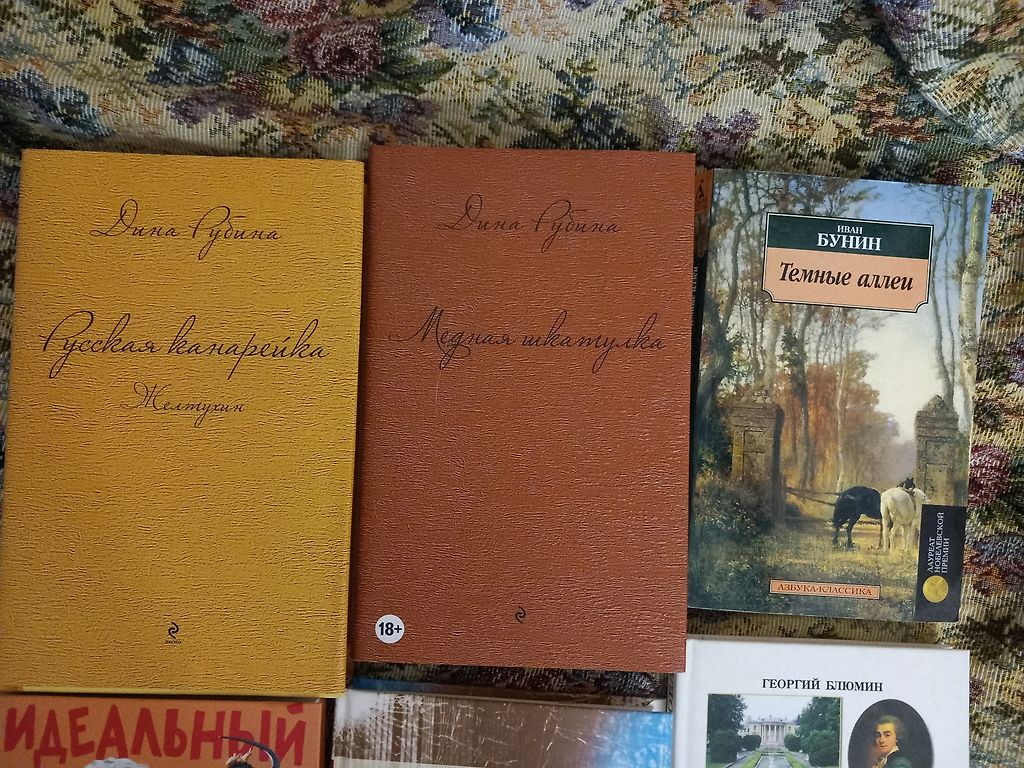 Дина Рубина
Русская канарейка
Желтухин
ЭКСМО
Дина Рубина
Медная шкатулка
18+
ИВАН
БУНИН
Темные аллеи
ЛАУРЕАТ
НОБЕЛЕВСКОЙ
ПРЕМИИ
АЗБУКА-КЛАССИКА
ИДЕАЛЬНЫЙ
ГЕОРГИЙ БЛЮМИН